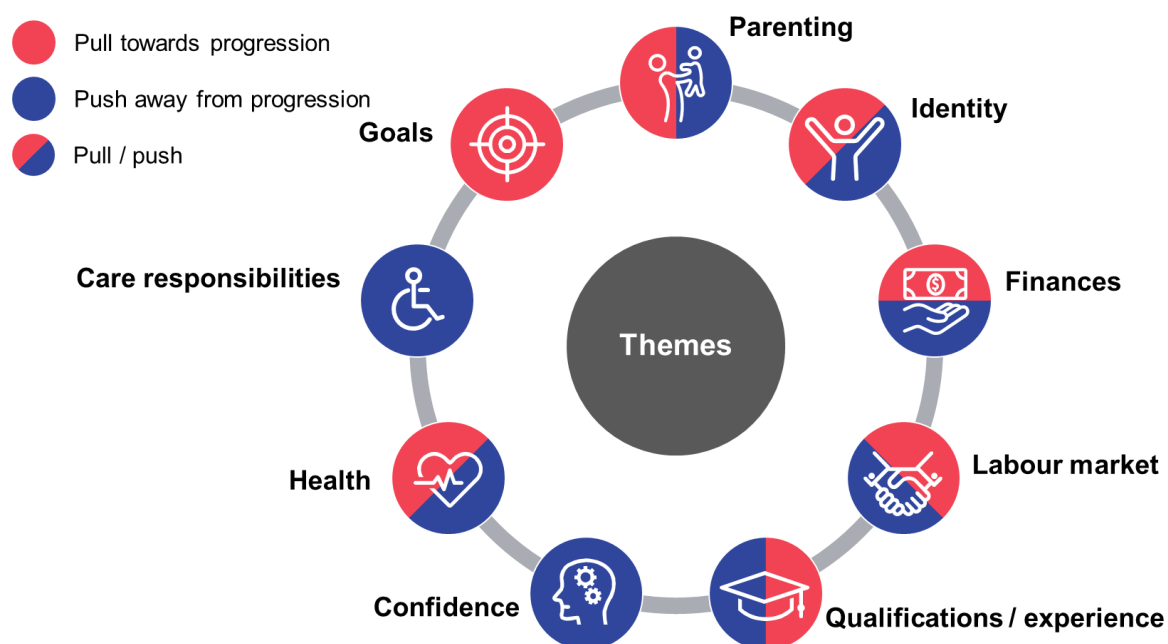 Pull towards progression
Push away from progression
Pull / push
Parenting
Identity
Finances
Labour market
Qualifications / experience
Confidence
Health
Care responsibilities
Goals
Themes
$